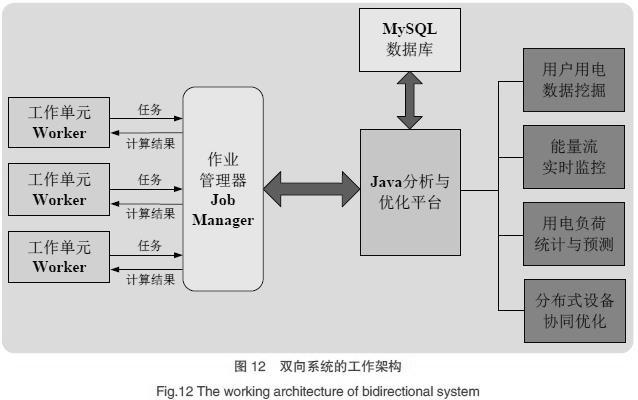 MySQL
数据库
工作单元
Worker
任务
计算结果
工作单元
Worker
任务
计算结果
工作单元
Worker
任务
计算结果
作业
管理器
Job
Manager
Java分析与
优化平台
用户用电
数据挖掘
能量流
实时监控
用电负荷
统计与预测
分布式设备
协同优化
图 12 双向系统的工作架构
Fig.12 The working architecture of bidirectional system